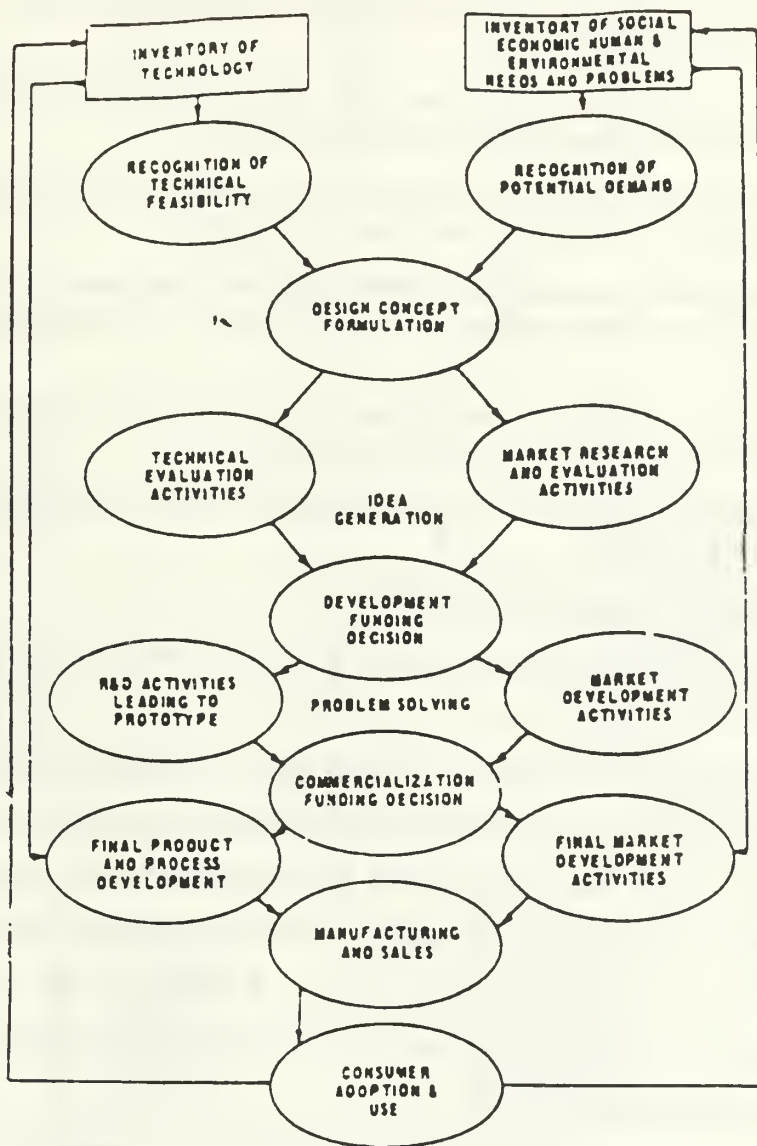 INVENTORY OF
TECHNOLOGY
INVENTORY OF SOCIAL
ECONOMIC HUMAN &
ENVIRONMENTAL
NEEDS AND PROBLEMS
RECOGNITION OF
TECHNICAL
FEASIBILITY
RECOGNITION OF
POTENTIAL DEMAND
DESIGN CONCEPT
FORMULATION
TECHNICAL
EVALUATION
ACTIVITIES
MARKET RESEARCH
AND EVALUATION
ACTIVITIES
IDEA
GENERATION
DEVELOPMENT
FUNDING
DECISION
R&D ACTIVITIES
LEADING TO
PROTOTYPE
PROBLEM SOLVING
MARKET
DEVELOPMENT
ACTIVITIES
COMMERCIALIZATION
FUNDING DECISION
FINAL PRODUCT
AND PROCESS
DEVELOPMENT
FINAL MARKET
DEVELOPMENT
ACTIVITIES
MANUFACTURING
AND SALES
CONSUMER
ADOPTION &
USE